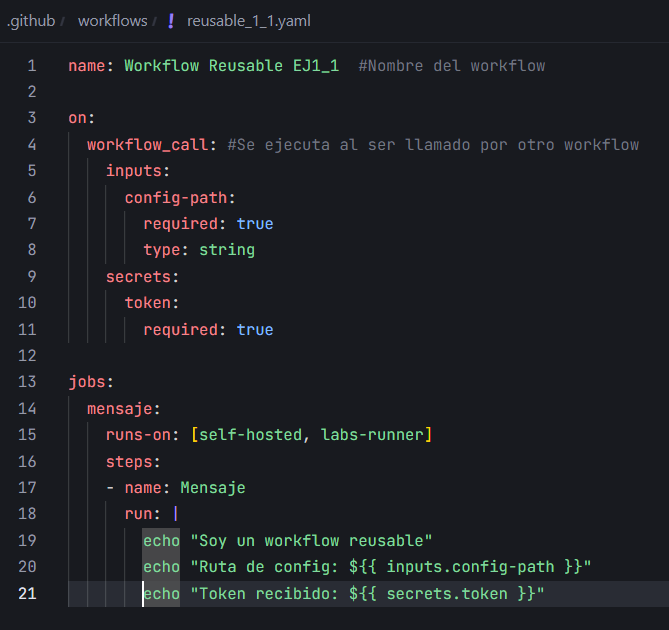 .github / workflows / ! reusable_1_1.yaml
1 name: Workflow Reusable EJ1_1  #Nombre del workflow
2
3 on:
4   workflow_call: #Se ejecuta al ser llamado por otro workflow
5     inputs:
6       config-path:
7         required: true
8         type: string
9     secrets:
10       token:
11         required: true
12
13 jobs:
14   mensaje:
15     runs-on: [self-hosted, labs-runner]
16     steps:
17     - name: Mensaje
18       run: |
19         echo "Soy un workflow reusable"
20         echo "Ruta de config: ${{ inputs.config-path }}"
21         echo "Token recibido: ${{ secrets.token }}"